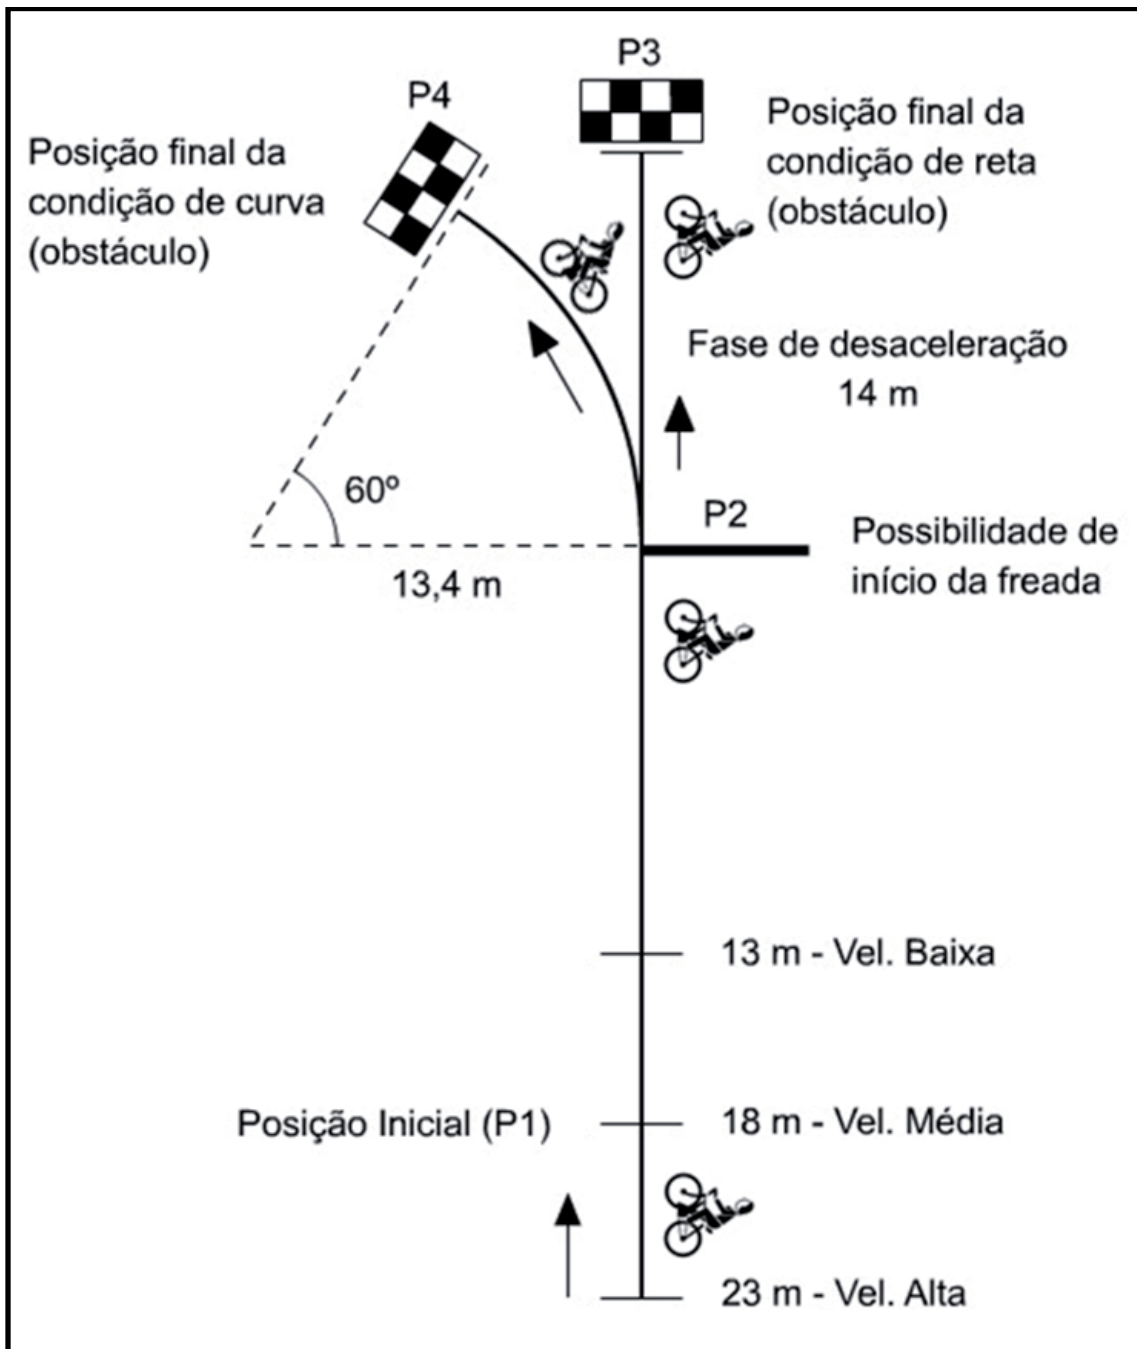 P3
P4
Posição final da
condição de reta
(obstáculo)
Posição final da
condição de curva
(obstáculo)
Fase de desaceleração
14 m
60º
P2
Possibilidade de
início da freada
13,4 m
13 m - Vel. Baixa
Posição Inicial (P1)
18 m - Vel. Média
23 m - Vel. Alta